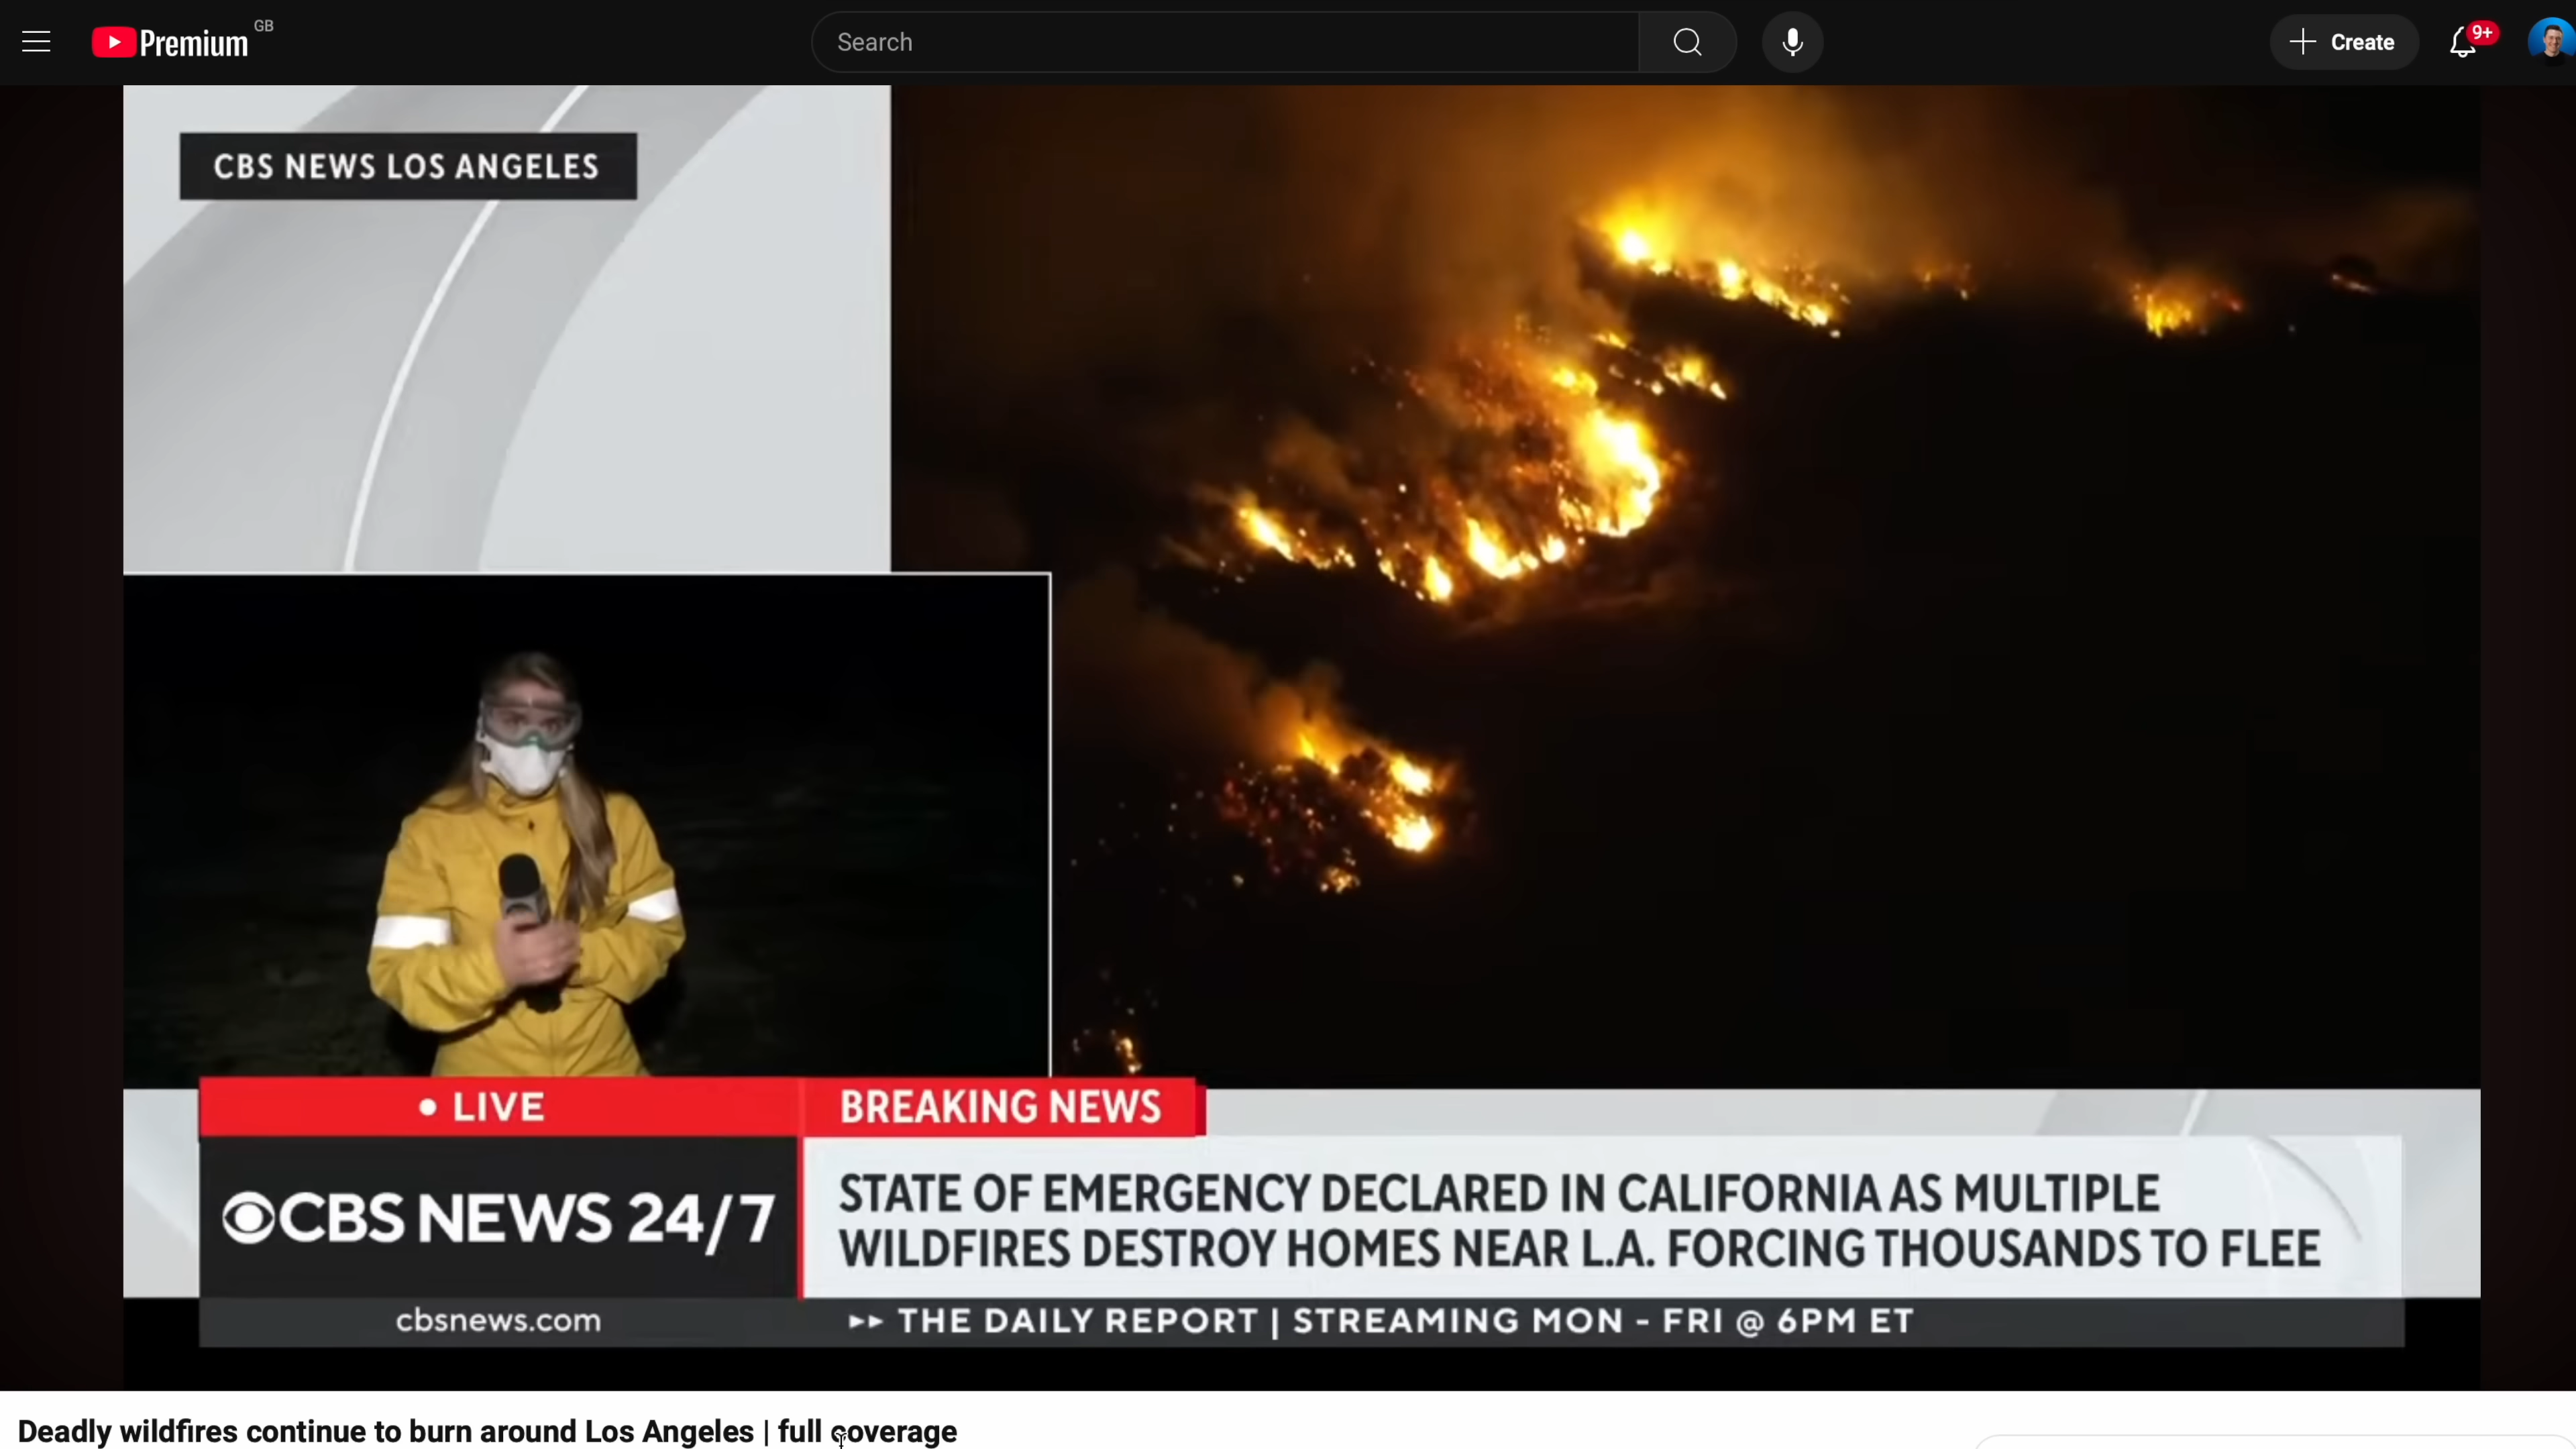 Premium GB
Search
Create
9+
CBS NEWS LOS ANGELES
LIVE
BREAKING NEWS
CBS NEWS 24/7
STATE OF EMERGENCY DECLARED IN CALIFORNIA AS MULTIPLE
WILDFIRES DESTROY HOMES NEAR L.A. FORCING THOUSANDS TO FLEE
cbsnews.com
THE DAILY REPORT | STREAMING MON - FRI @ 6PM ET
Deadly wildfires continue to burn around Los Angeles | full coverage